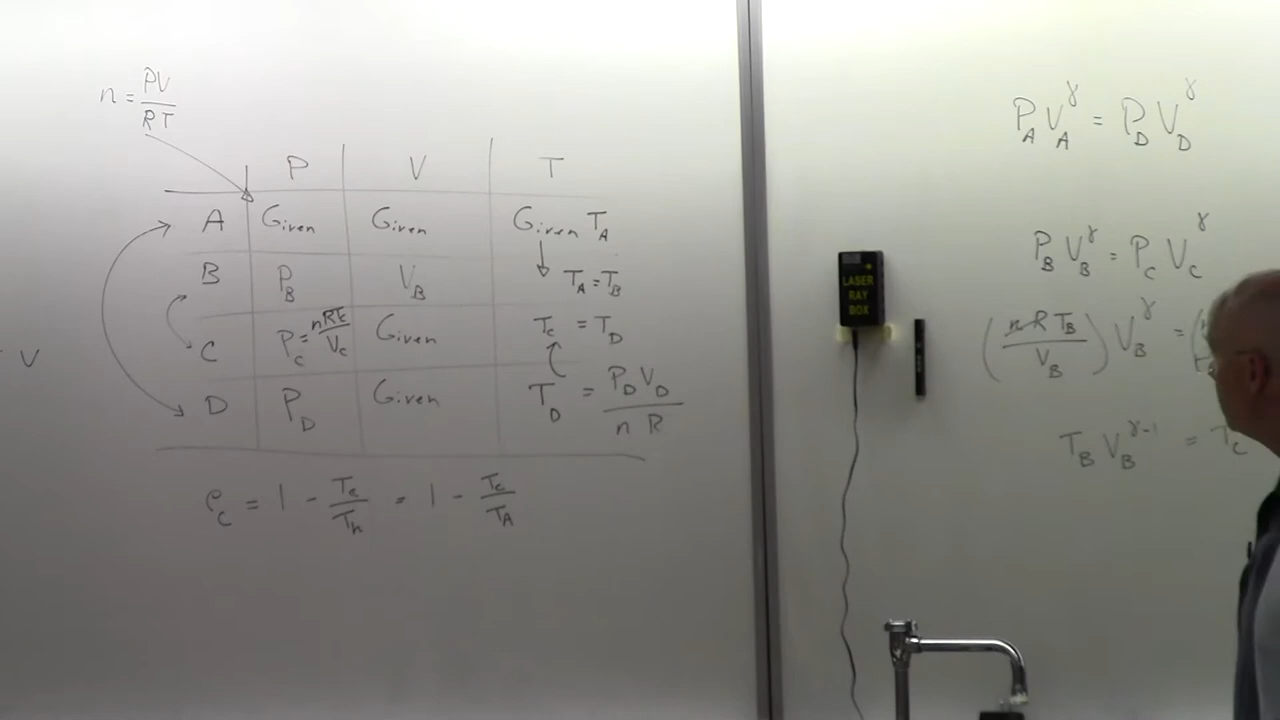 n = PV / RT
P V T
A Given Given Given T_A
B P_B V_B T_A = T_B
C P_C = nRT_C / V_C Given T_C = T_D
D P_D Given T_D = P_D V_D / n R
e_C = 1 - T_c / T_h = 1 - T_c / T_A
V
P_A V_A^γ = P_D V_D^γ
P_B V_B^γ = P_C V_C^γ
(n R T_B / V_B) V_B^γ = (
T_B V_B^γ-1 = T_C
LASER
RAY
BOX